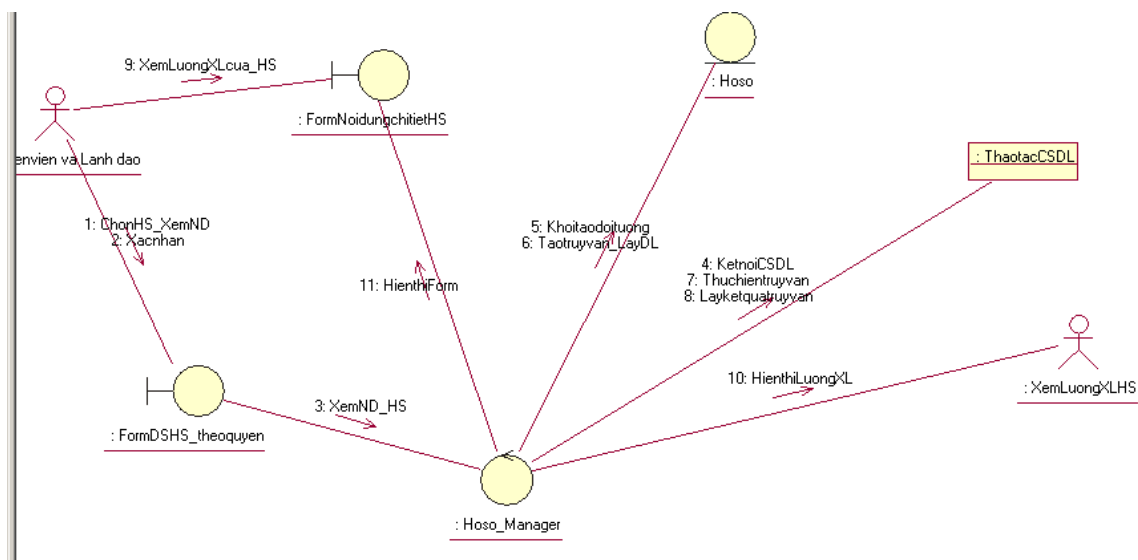 9: XemLuongXLcua_HS
: Hoso
: FormNoidungchitietHS
envien va Lanh dao
: ThaotacCSDL
1: ChonHS_XemND
2: Xacnhan
5: Khoitaodoituong
6: Taotruyvan_LayDL
4: KetnoiCSDL
7: Thuchientruyvan
8: Layketquatruyvan
11: HienthiForm
10: HienthiLuongXL
: XemLuongXLHS
3: XemND_HS
: FormDSHS_theoquyen
: Hoso_Manager